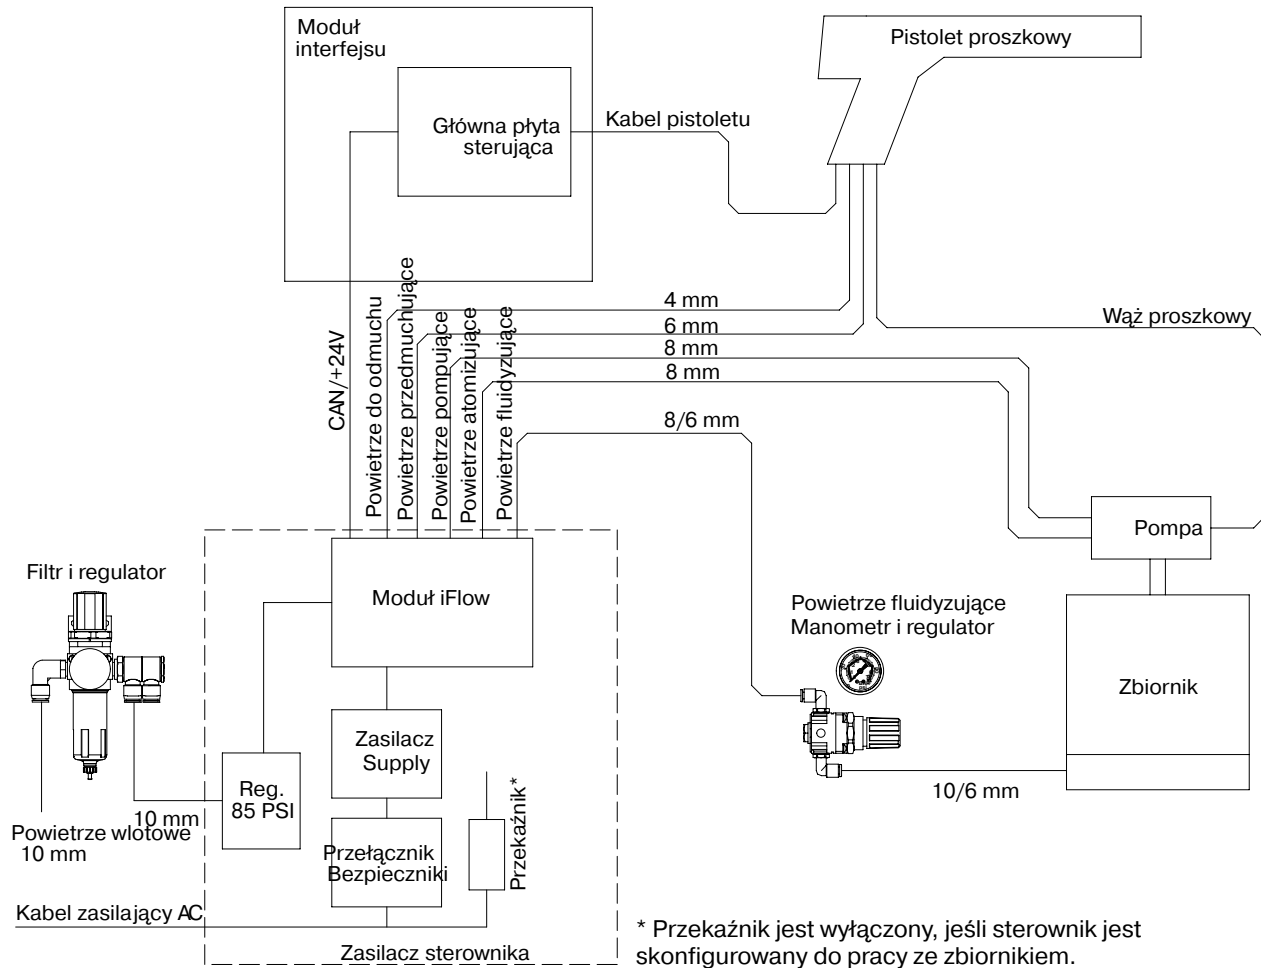 Moduł
interfejsu
Główna płyta
sterująca
Kabel pistoletu
Pistolet proszkowy
4 mm
6 mm
8 mm
8 mm
8/6 mm
Wąż proszkowy
CAN/+24V
Powietrze do odmuchu
Powietrze przedmuchujące
Powietrze pompujące
Powietrze atomizujące
Powietrze fluidyzujące
Pompa
Filtr i regulator
Moduł iFlow
Powietrze fluidyzujące
Manometr i regulator
Zbiornik
Zasilacz
Supply
Reg.
85 PSI
10 mm
Powietrze wlotowe
10 mm
10/6 mm
Przełącznik
Bezpieczniki
Przekaźnik*
Kabel zasilający AC
Zasilacz sterownika
* Przekaźnik jest wyłączony, jeśli sterownik jest
skonfigurowany do pracy ze zbiornikiem.